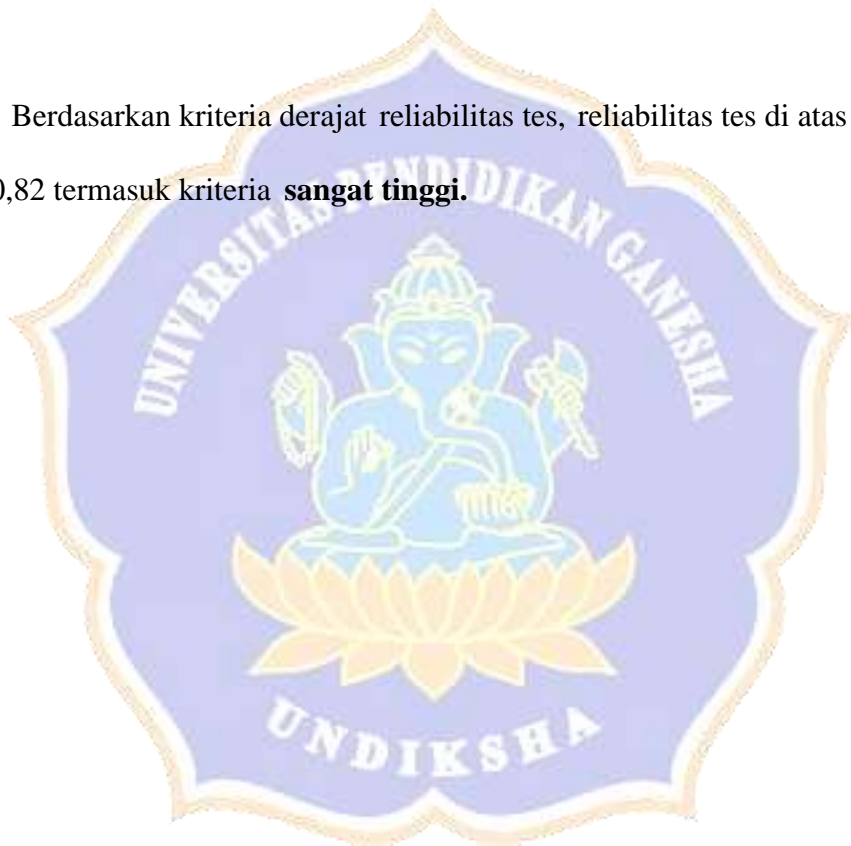 Berdasarkan kriteria derajat reliabilitas tes, reliabilitas tes di atas
0,82 termasuk kriteria sangat tinggi.
UNIVERSITAS PENDIDIKAN GANESHA
UNDIKSHA